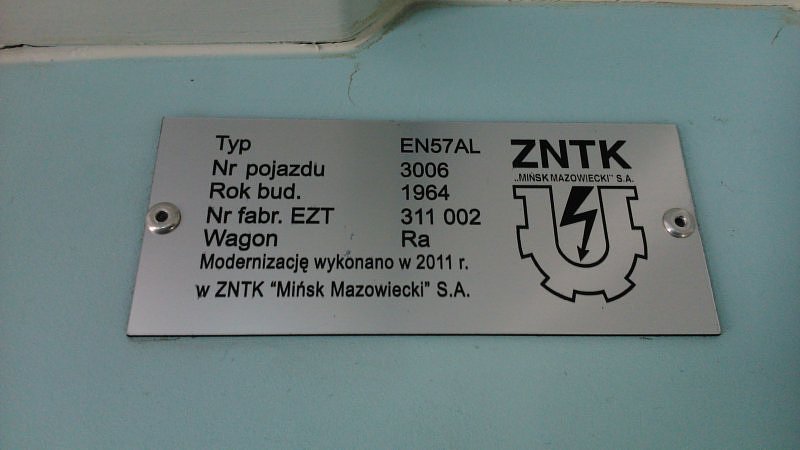 Typ EN57AL
Nr pojazdu 3006
Rok bud. 1964
Nr fabr. EZT 311 002
Wagon Ra
Modernizację wykonano w 2011 r.
w ZNTK “Mińsk Mazowiecki” S.A.
ZNTK
„MIŃSK MAZOWIECKI” S.A.